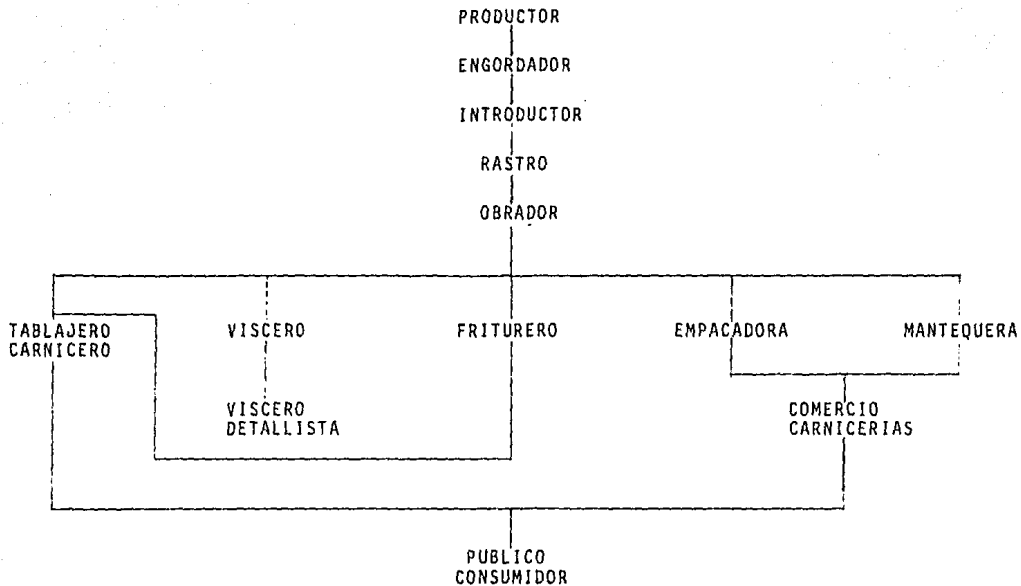 PRODUCTOR
ENGORDADOR
INTRODUCTOR
RASTRO
OBRADOR
TABLAJERO
CARNICERO
VISCERO
FRITURERO
EMPACADORA
MANTEQUERA
VISCERO
DETALLISTA
COMERCIO
CARNICERIAS
PUBLICO
CONSUMIDOR